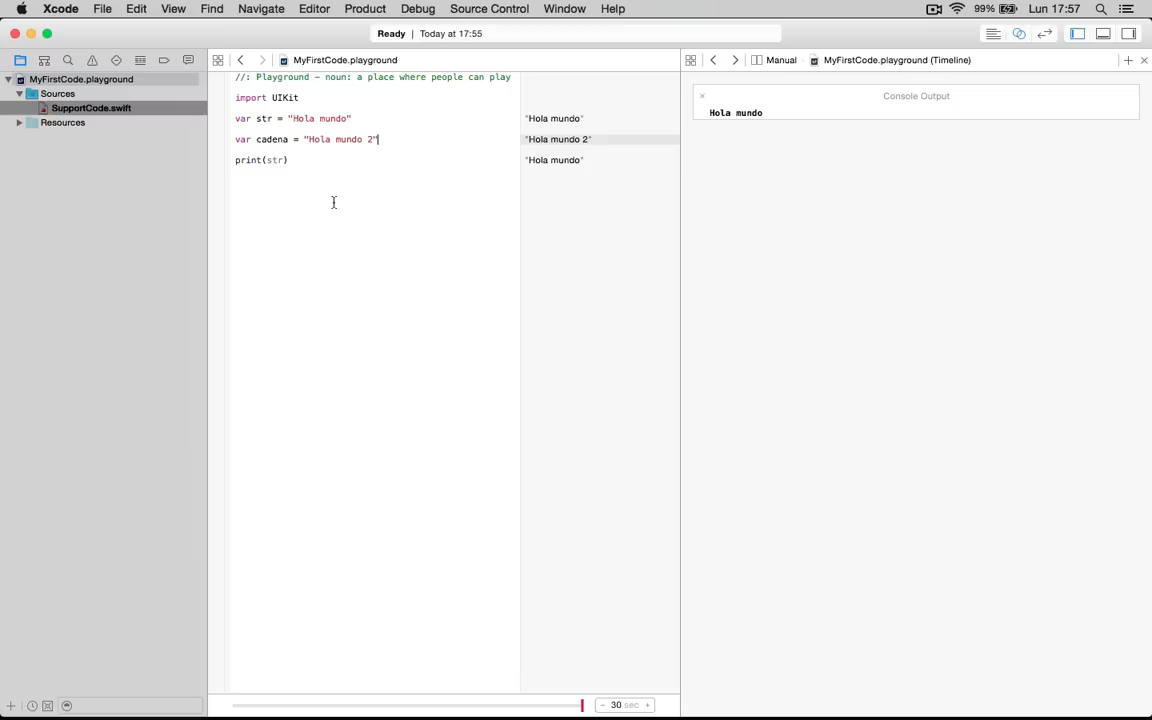 Xcode File Edit View Find Navigate Editor Product Debug Source Control Window Help 99% Lun 17:57
Ready | Today at 17:55
MyFirstCode.playground Manual MyFirstCode.playground (Timeline)
MyFirstCode.playground
Sources
SupportCode.swift
Resources
//: Playground - noun: a place where people can play
import UIKit
var str = "Hola mundo" "Hola mundo"
var cadena = "Hola mundo 2" "Hola mundo 2"
print(str) "Hola mundo"
Console Output
Hola mundo
- 30 sec +